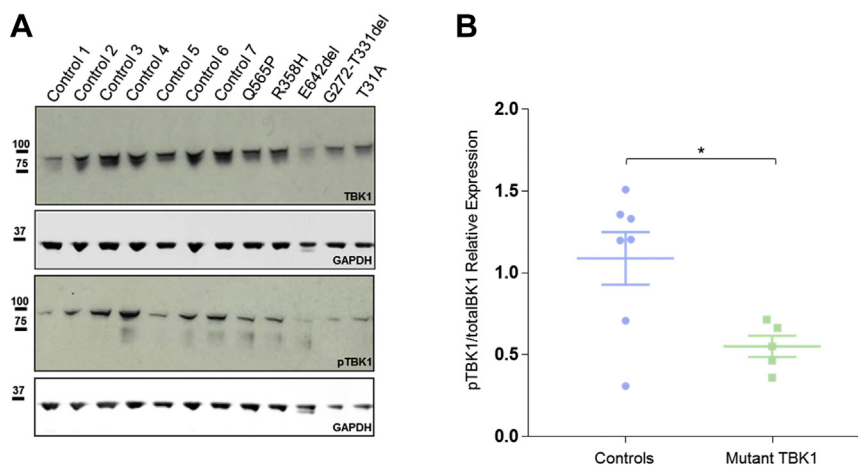 A
Control 1
Control 2
Control 3
Control 4
Control 5
Control 6
Control 7
Q565P
R358H
E642del
G272-T331del
T31A
100
75
TBK1
37
GAPDH
100
75
pTBK1
37
GAPDH
B
pTBK1/totalBK1 Relative Expression
2.0
1.5
1.0
0.5
0.0
*
Controls
Mutant TBK1